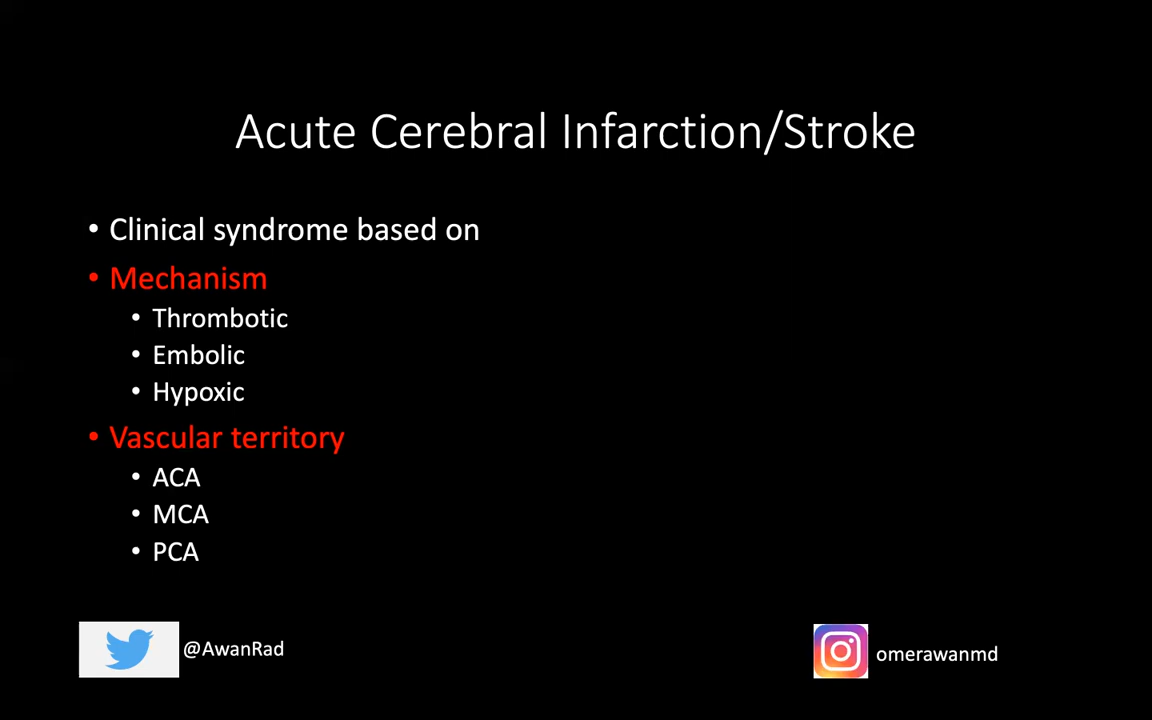 Acute Cerebral Infarction/Stroke
• Clinical syndrome based on
• Mechanism
• Thrombotic
• Embolic
• Hypoxic
• Vascular territory
• ACA
• MCA
• PCA
@AwanRad
omerawanmd